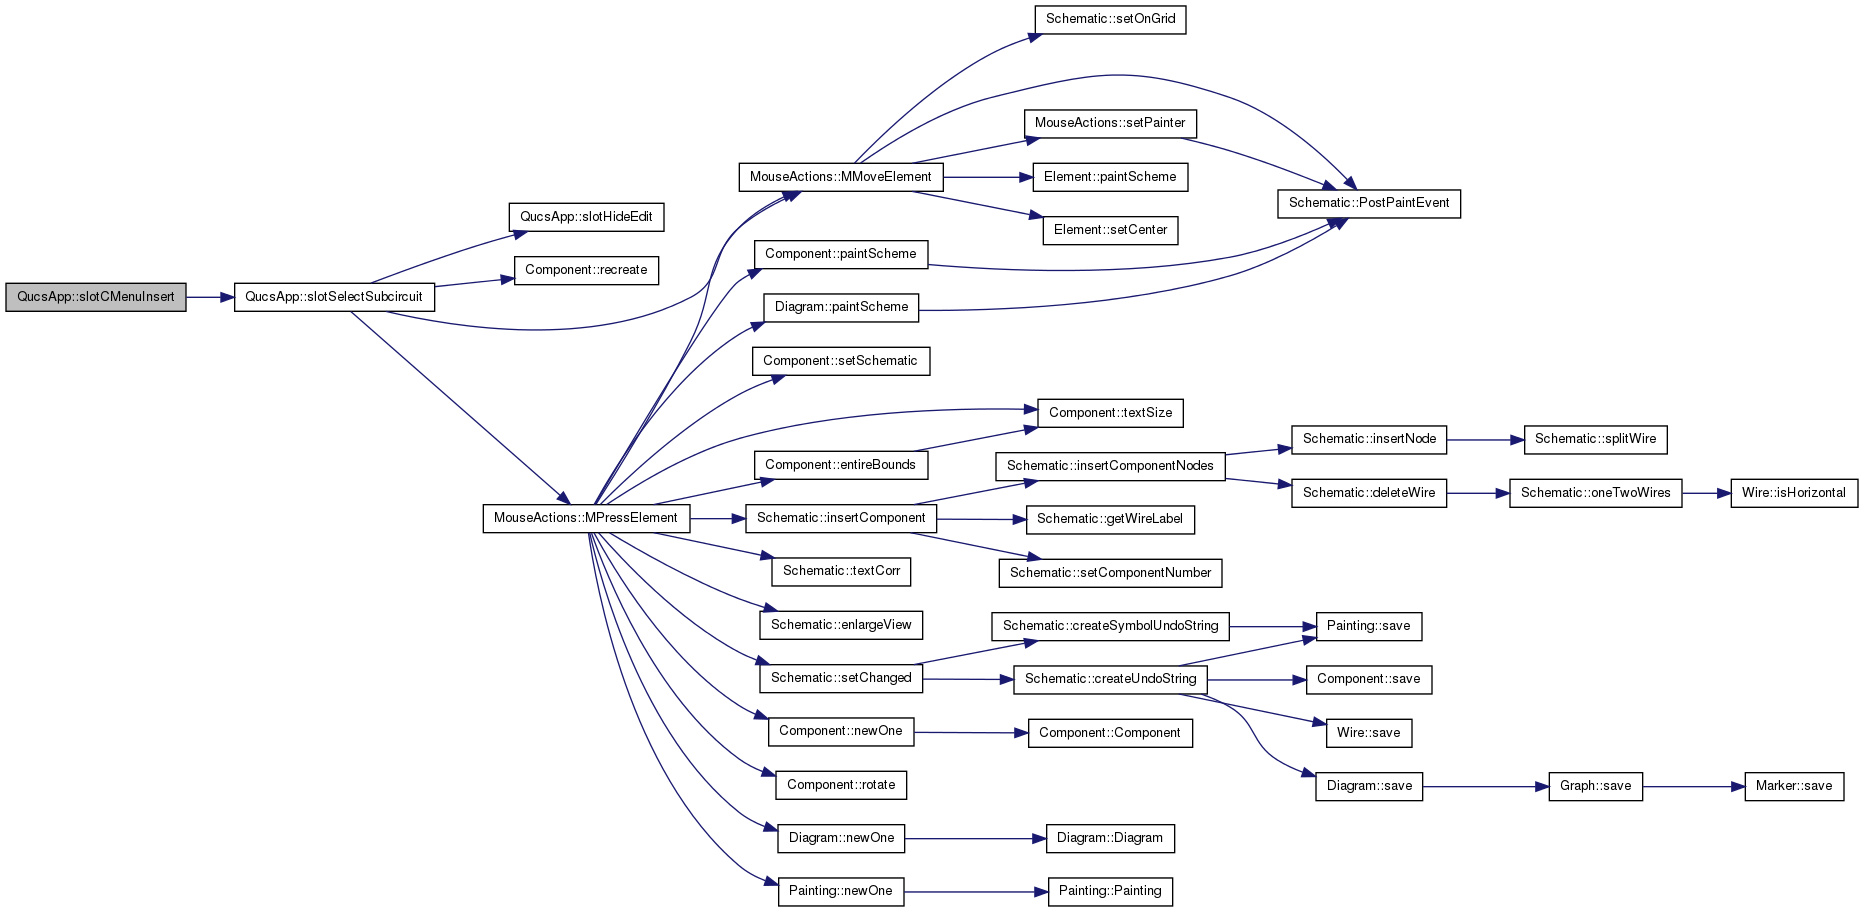 QucsApp::slotCMenuInsert
QucsApp::slotSelectSubcircuit
QucsApp::slotHideEdit
Component::recreate
MouseActions::MPressElement
MouseActions::MMoveElement
Component::paintScheme
Diagram::paintScheme
Component::setSchematic
Component::entireBounds
Schematic::insertComponent
Schematic::textCorr
Schematic::enlargeView
Schematic::setChanged
Component::newOne
Component::rotate
Diagram::newOne
Painting::newOne
Schematic::setOnGrid
MouseActions::setPainter
Element::paintScheme
Element::setCenter
Component::textSize
Schematic::insertComponentNodes
Schematic::getWireLabel
Schematic::setComponentNumber
Schematic::createSymbolUndoString
Schematic::createUndoString
Component::Component
Diagram::Diagram
Painting::Painting
Schematic::PostPaintEvent
Schematic::insertNode
Schematic::deleteWire
Painting::save
Component::save
Wire::save
Diagram::save
Schematic::splitWire
Schematic::oneTwoWires
Graph::save
Wire::isHorizontal
Marker::save